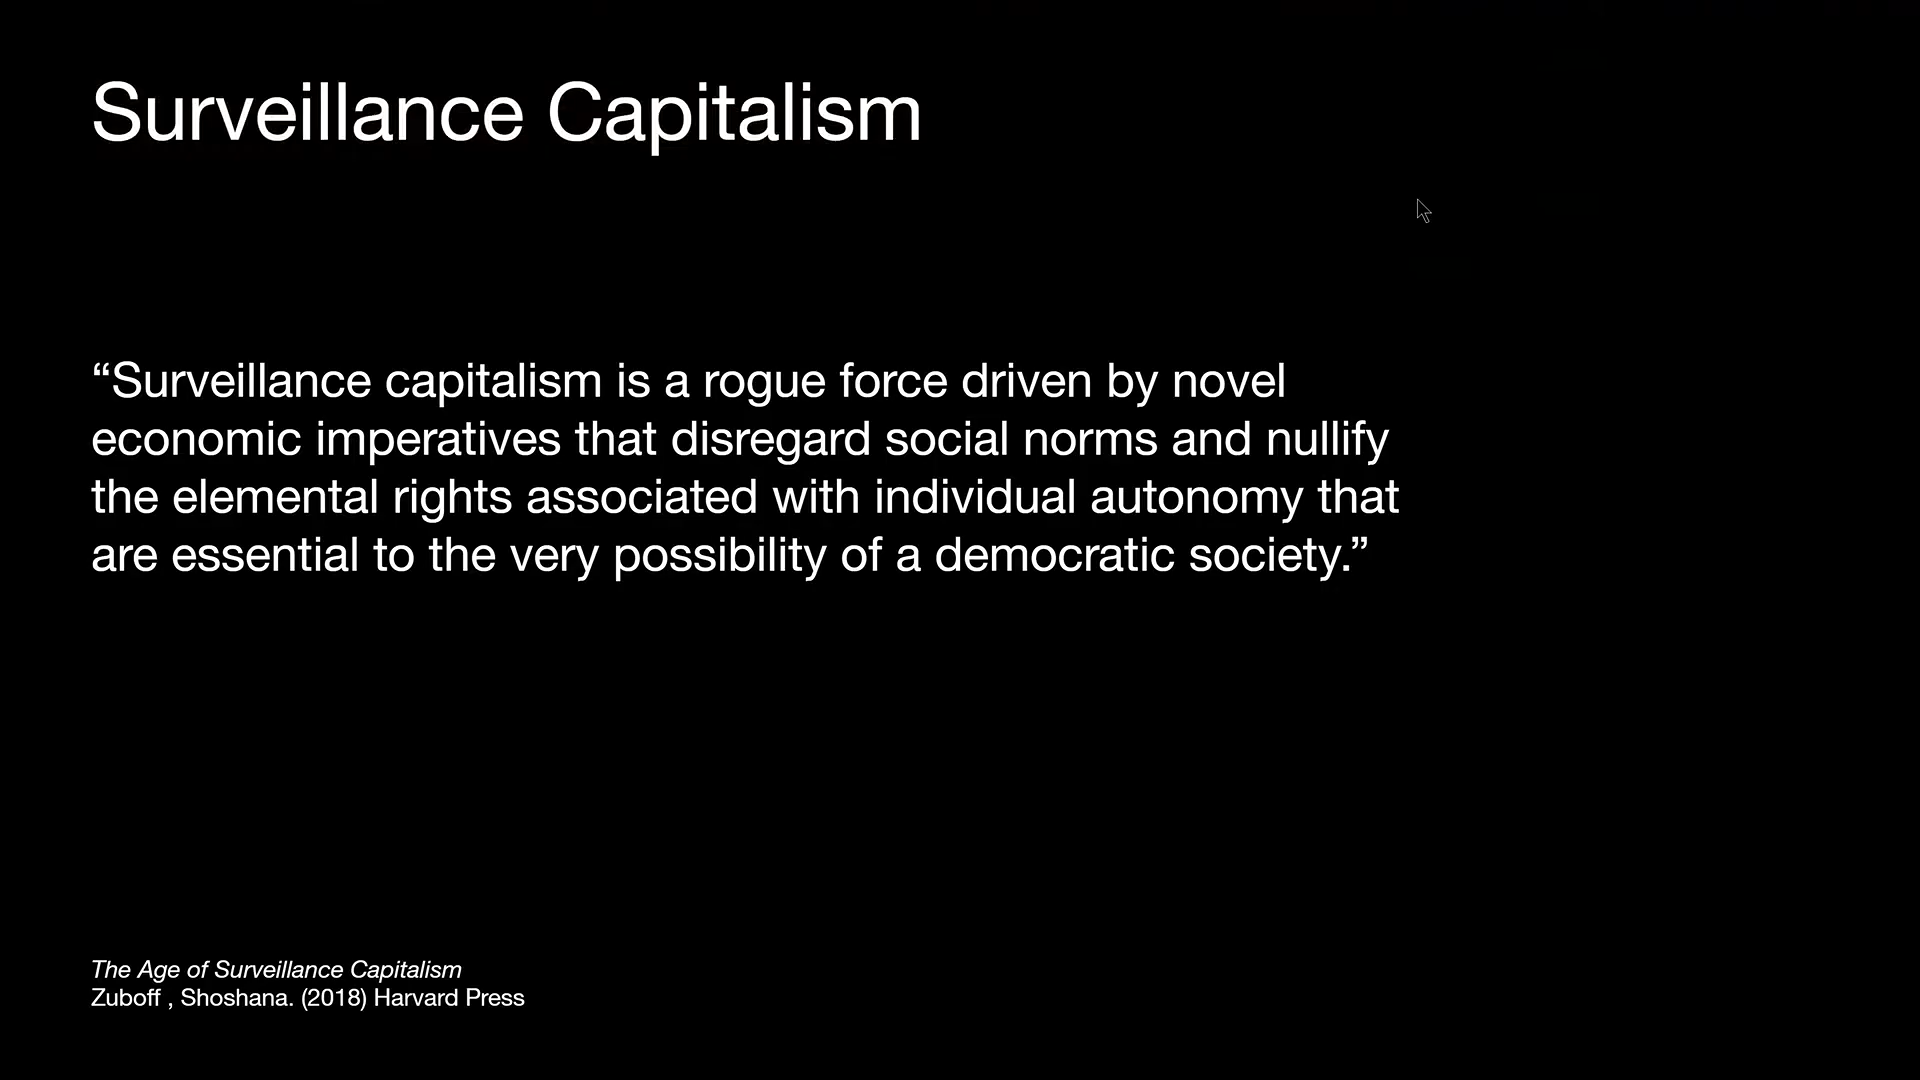 Surveillance Capitalism
“Surveillance capitalism is a rogue force driven by novel
economic imperatives that disregard social norms and nullify
the elemental rights associated with individual autonomy that
are essential to the very possibility of a democratic society.”
The Age of Surveillance Capitalism
Zuboff , Shoshana. (2018) Harvard Press